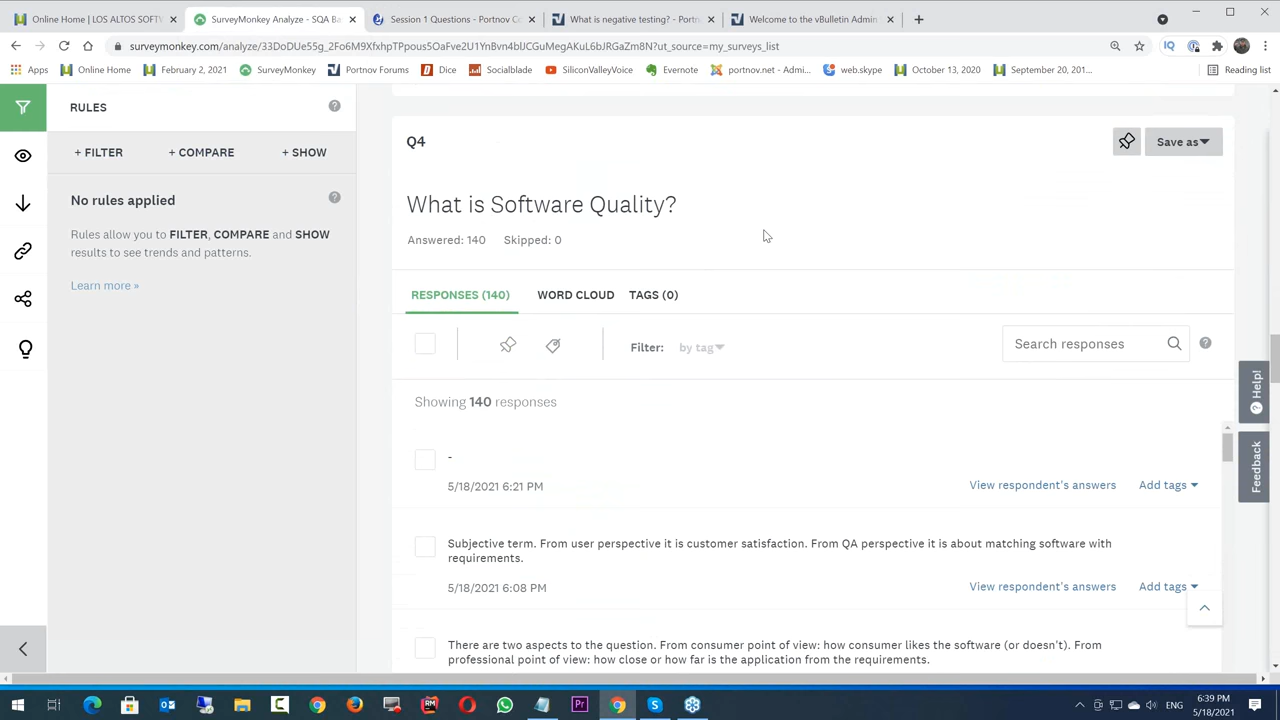 Online Home | LOS ALTOS SOFTW
SurveyMonkey Analyze - SQA Ba
Session 1 Questions - Portnov Co
What is negative testing? - Portn
Welcome to the vBulletin Admin
surveymonkey.com/analyze/33DoDUe55g_2Fo6M9XfxhpTPpous5OaFve2U1YnBvn4bUCGuMegAKuL6bJRGaZm8N?ut_source=my_surveys_list
Apps
Online Home
February 2, 2021
SurveyMonkey
Portnov Forums
Dice
Socialblade
SiliconValleyVoice
Evernote
portnov.net - Admi...
web.skype
October 13, 2020
September 20, 201...
Reading list
RULES
+ FILTER
+ COMPARE
+ SHOW
No rules applied
Rules allow you to FILTER, COMPARE and SHOW
results to see trends and patterns.
Learn more »
Q4
Save as
What is Software Quality?
Answered: 140 Skipped: 0
RESPONSES (140)
WORD CLOUD
TAGS (0)
Filter: by tag
Search responses
Showing 140 responses
-
5/18/2021 6:21 PM
View respondent's answers
Add tags
Subjective term. From user perspective it is customer satisfaction. From QA perspective it is about matching software with
requirements.
5/18/2021 6:08 PM
View respondent's answers
Add tags
There are two aspects to the question. From consumer point of view: how consumer likes the software (or doesn't). From
professional point of view: how close or how far is the application from the requirements.
Help!
Feedback
6:39 PM
5/18/2021